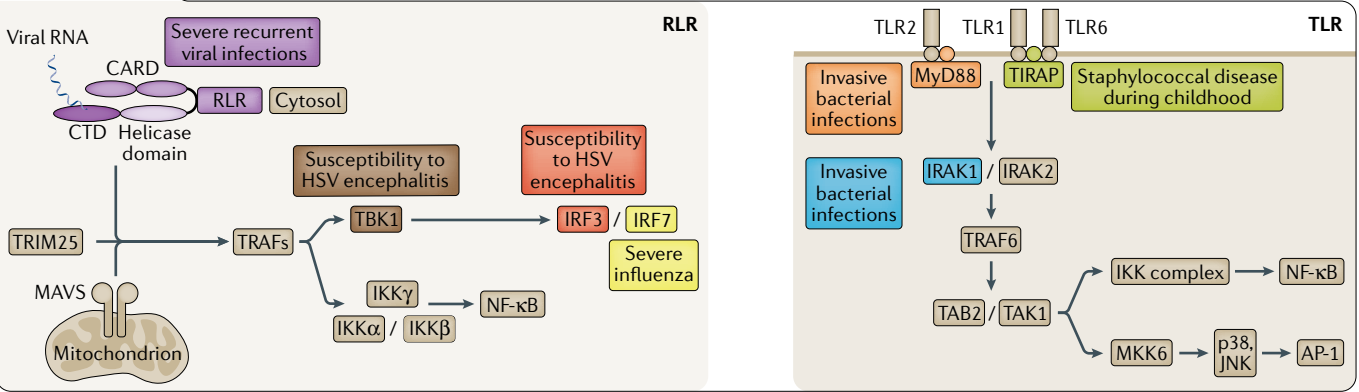 RLR
Viral RNA
Severe recurrent
viral infections
CARD
RLR
Cytosol
CTD
Helicase
domain
Susceptibility to
HSV encephalitis
Susceptibility
to HSV
encephalitis
TBK1
IRF3 / IRF7
TRIM25
TRAFs
Severe
influenza
MAVS
IKKγ
NF-κB
IKKα / IKKβ
Mitochondrion
TLR
TLR2
TLR1
TLR6
Invasive
bacterial
infections
MyD88
TIRAP
Staphylococcal disease
during childhood
Invasive
bacterial
infections
IRAK1 / IRAK2
TRAF6
TAB2 / TAK1
IKK complex
NF-κB
MKK6
p38,
JNK
AP-1